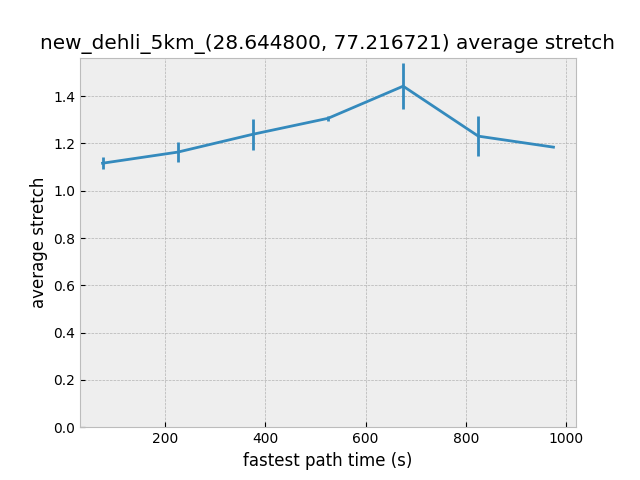 new_dehli_5km_(28.644800, 77.216721) average stretch
average stretch
1.4
1.2
1.0
0.8
0.6
0.4
0.2
0.0
200 400 600 800 1000
fastest path time (s)